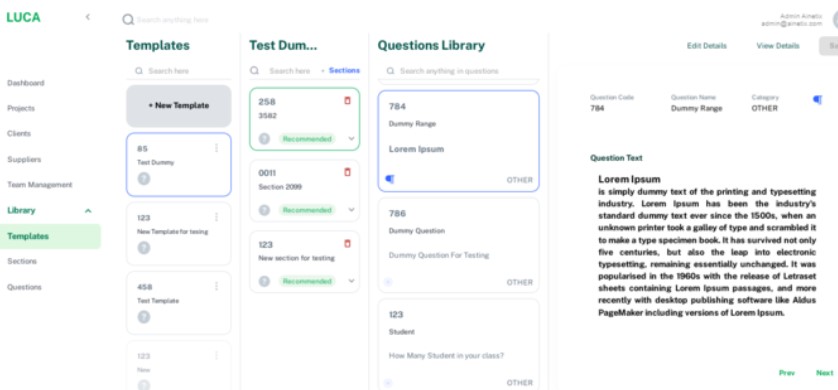 LUCA
Search anything here
Admin Aineliv
Templates
Test Dum...
Questions Library
Edit Details
View Details
Search here
Search here
+ Sections
Search anything in questions
Dashboard
Projects
Clients
Suppliers
Team Management
Library
Templates
Sections
Questions
+ New Template
85
Test Dummy
?
123
New Template for tesing
?
458
Test Template
?
123
New
?
258
3582
?
Recommended
0011
Section 2099
?
Recommended
123
New section for testing
?
Recommended
784
Dummy Range
Lorem Ipsum
OTHER
786
Dummy Question
Dummy Question For Testing
OTHER
123
Student
How Many Student in your class?
OTHER
Question Code
784
Question Name
Dummy Range
Category
OTHER
Question Text
Lorem Ipsum
is simply dummy text of the printing and typesetting
industry. Lorem Ipsum has been the industry's
standard dummy text ever since the 1500s, when an
unknown printer took a galley of type and scrambled it
to make a type specimen book. It has survived not only
five centuries, but also the leap into electronic
typesetting, remaining essentially unchanged. It was
popularised in the 1960s with the release of Letraset
sheets containing Lorem Ipsum passages, and more
recently with desktop publishing software like Aldus
PageMaker including versions of Lorem Ipsum.
Prev
Next